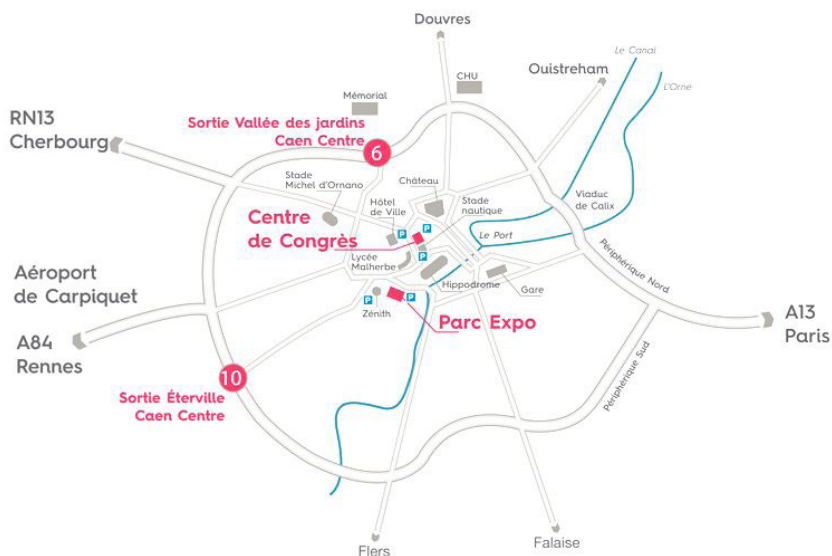 Douvres
Le Canal
Ouistreham
CHU
L'Orne
Mémorial
RN13
Cherbourg
Sortie Vallée des jardins
Caen Centre
6
Stade
Michel d'Ornano
Château
Hôtel
de Ville
Stade
nautique
Viaduc
de Calix
Centre
de Congrès
P
P
Le Port
Périphérique Nord
Lycée
Malherbe
P
Aéroport
de Carpiquet
Hippodrome
Gare
P
P
Zénith
Parc Expo
A13
Paris
A84
Rennes
10
Périphérique Sud
Sortie Éterville
Caen Centre
Flers
Falaise